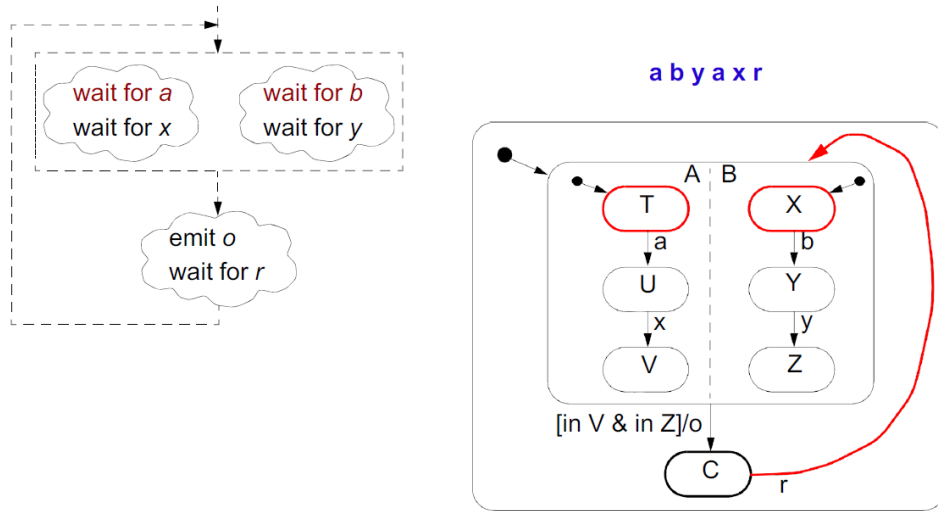 wait for a
wait for x
wait for b
wait for y
emit o
wait for r
a b y a x r
A B
T
X
a
b
U
Y
x
y
V
Z
[in V & in Z]/o
C
r